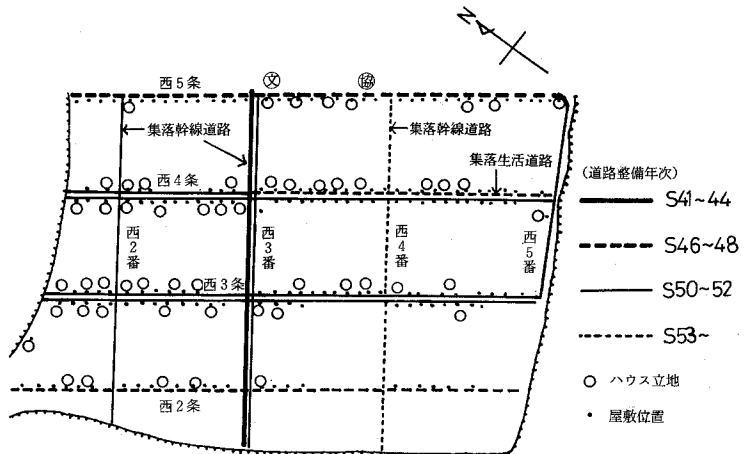 N
西5条
文
協
集落幹線道路
集落幹線道路
集落生活道路
西4条
西2番
西3番
西4番
西5番
西3条
西2条
(道路整備年次)
S41~44
S46~48
S50~52
S53~
ハウス立地
屋敷位置